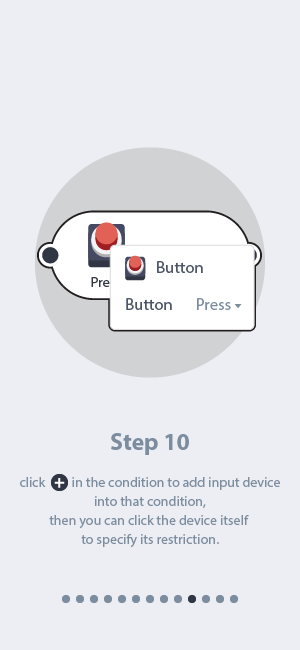 Button
Pre
Button Press
Step 10
click in the condition to add input device
into that condition,
then you can click the device itself
to specify its restriction.